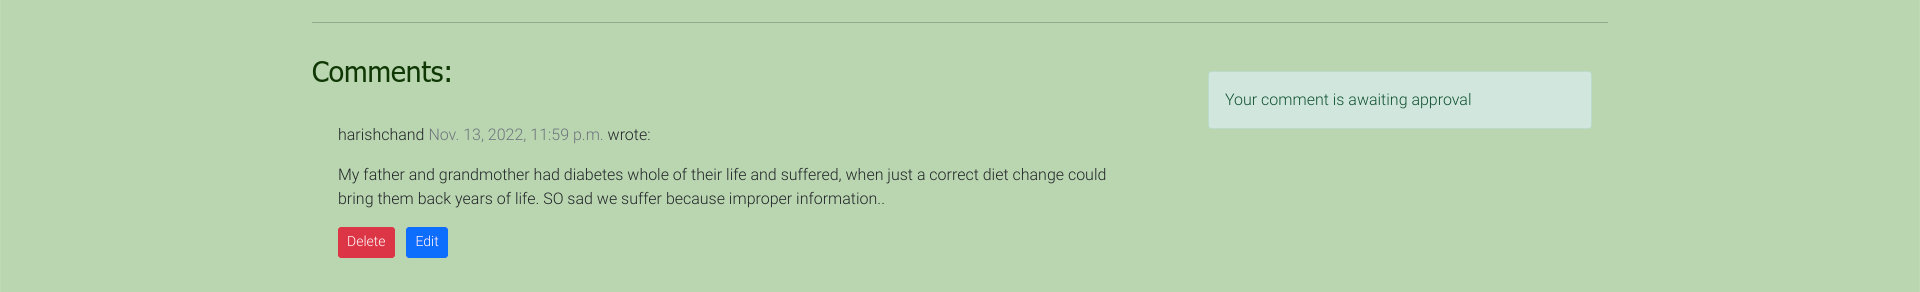 Comments:
Your comment is awaiting approval
harishchand Nov. 13, 2022, 11:59 p.m. wrote:
My father and grandmother had diabetes whole of their life and suffered, when just a correct diet change could
bring them back years of life. SO sad we suffer because improper information..
Delete Edit